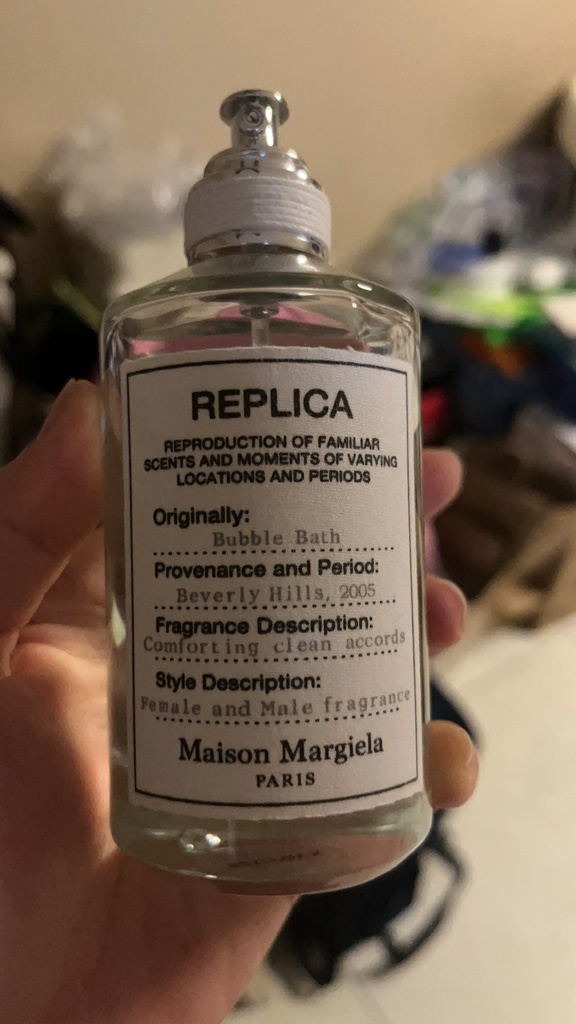 REPLICA
REPRODUCTION OF FAMILIAR
SCENTS AND MOMENTS OF VARYING
LOCATIONS AND PERIODS
Originally:
Bubble Bath
Provenance and Period:
Beverly Hills, 2005
Fragrance Description:
Comforting clean accords
Style Description:
Female and Male fragrance
Maison Margiela
PARIS